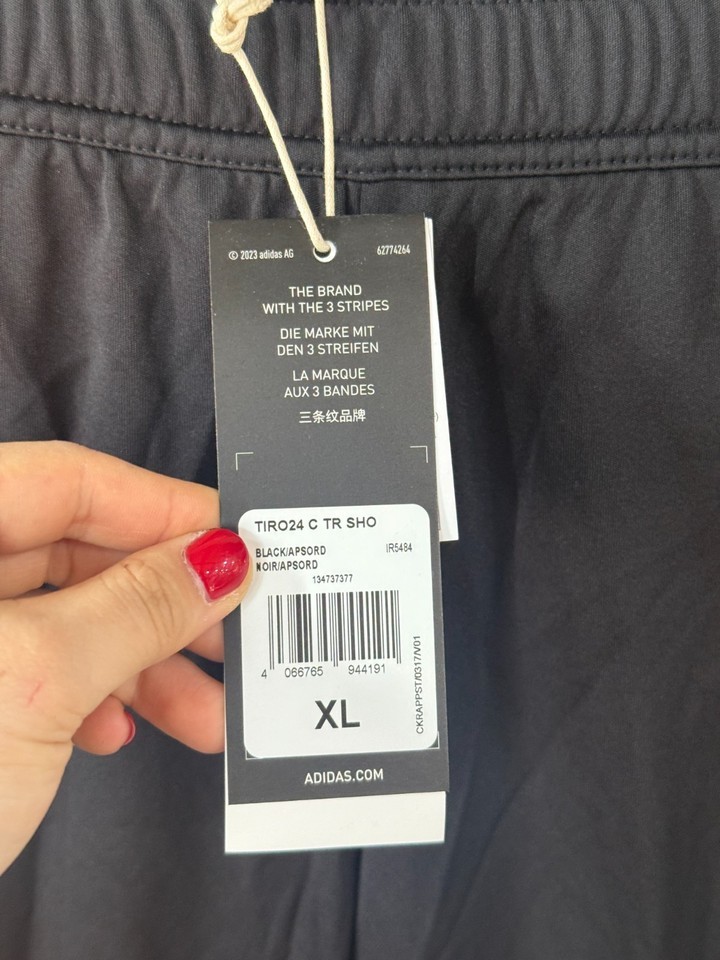 © 2023 adidas AG
62774264
THE BRAND
WITH THE 3 STRIPES
DIE MARKE MIT
DEN 3 STREIFEN
LA MARQUE
AUX 3 BANDES
三条纹品牌
TIRO24 C TR SHO
BLACK/APSORD
IR5484
NOIR/APSORD
134737377
4 066765 944191
XL
CKRAPPST/0317/V01
ADIDAS.COM